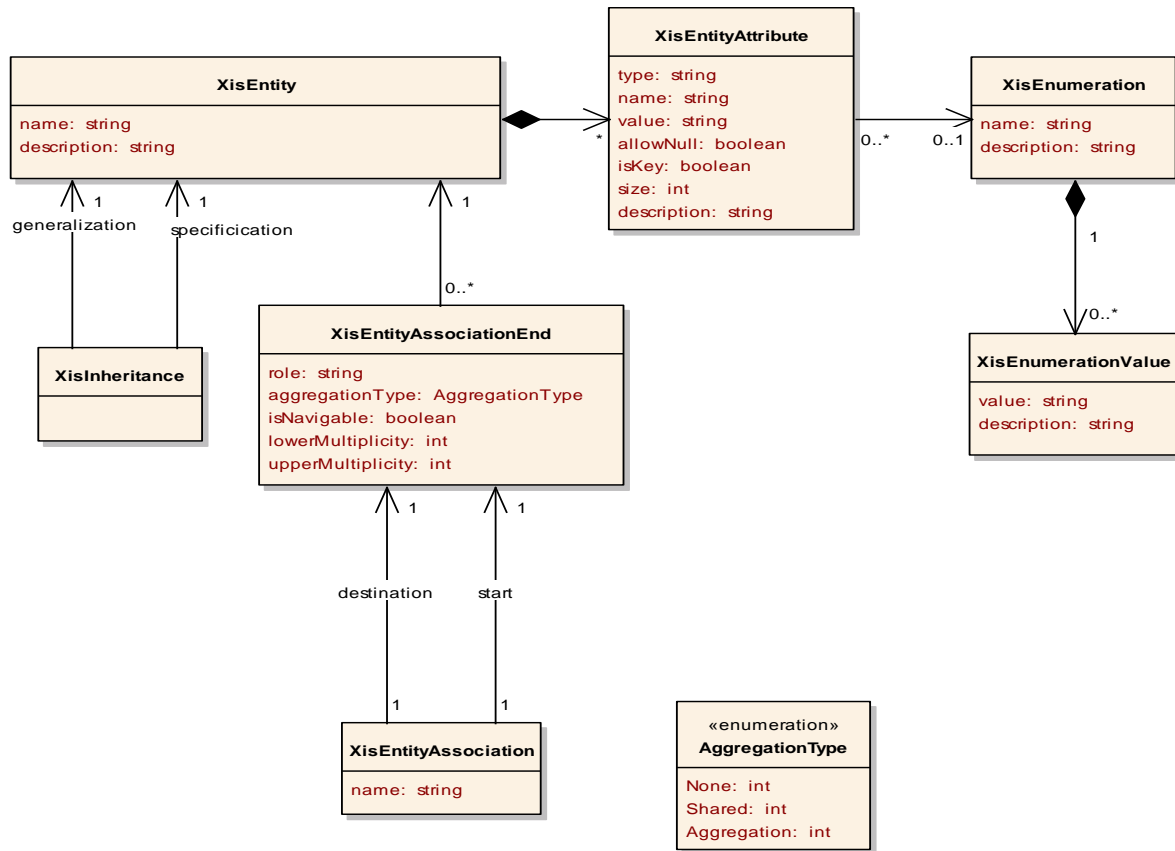 XisEntity
name: string
description: string
XisEntityAttribute
type: string
name: string
value: string
allowNull: boolean
isKey: boolean
size: int
description: string
XisEnumeration
name: string
description: string
*
0..*
0..1
1
generalization
1
specificication
1
0..*
1
0..*
XisInheritance
XisEntityAssociationEnd
role: string
aggregationType: AggregationType
isNavigable: boolean
lowerMultiplicity: int
upperMultiplicity: int
XisEnumerationValue
value: string
description: string
1
1
destination
start
1
1
XisEntityAssociation
name: string
«enumeration»
AggregationType
None: int
Shared: int
Aggregation: int